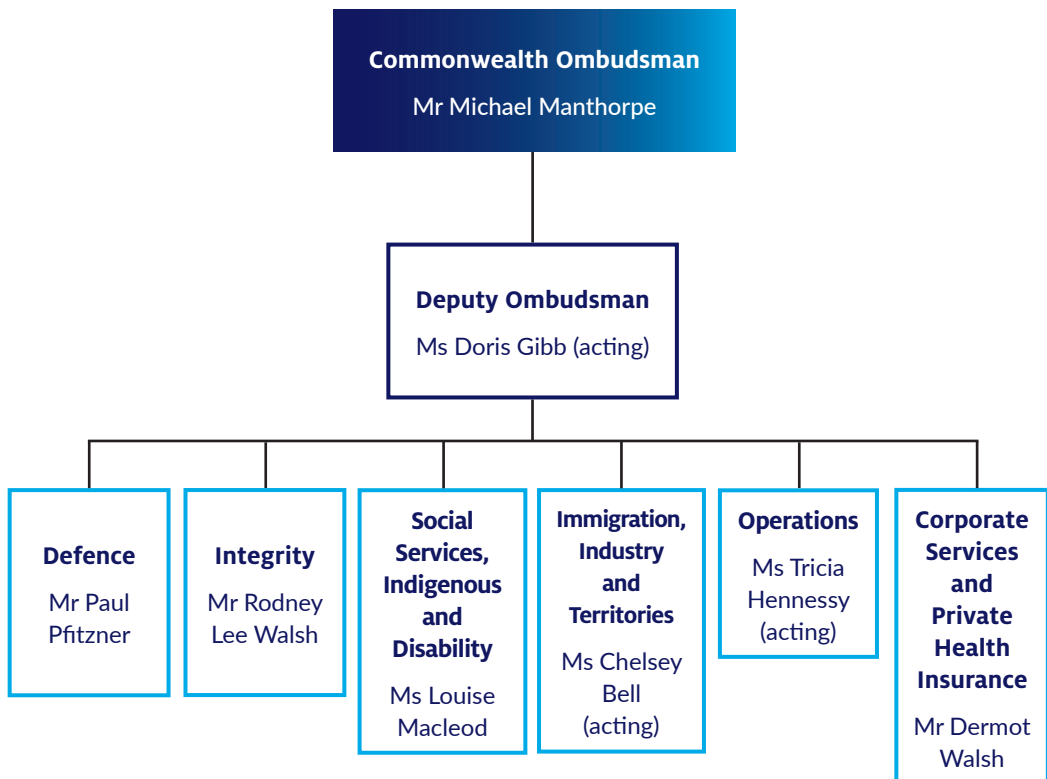 Commonwealth Ombudsman
Mr Michael Manthorpe
Deputy Ombudsman
Ms Doris Gibb (acting)
Defence
Mr Paul
Pfitzner
Integrity
Mr Rodney
Lee Walsh
Social
Services,
Indigenous
and
Disability
Ms Louise
Macleod
Immigration,
Industry
and
Territories
Ms Chelsey
Bell
(acting)
Operations
Ms Tricia
Hennessy
(acting)
Corporate
Services
and
Private
Health
Insurance
Mr Dermot
Walsh